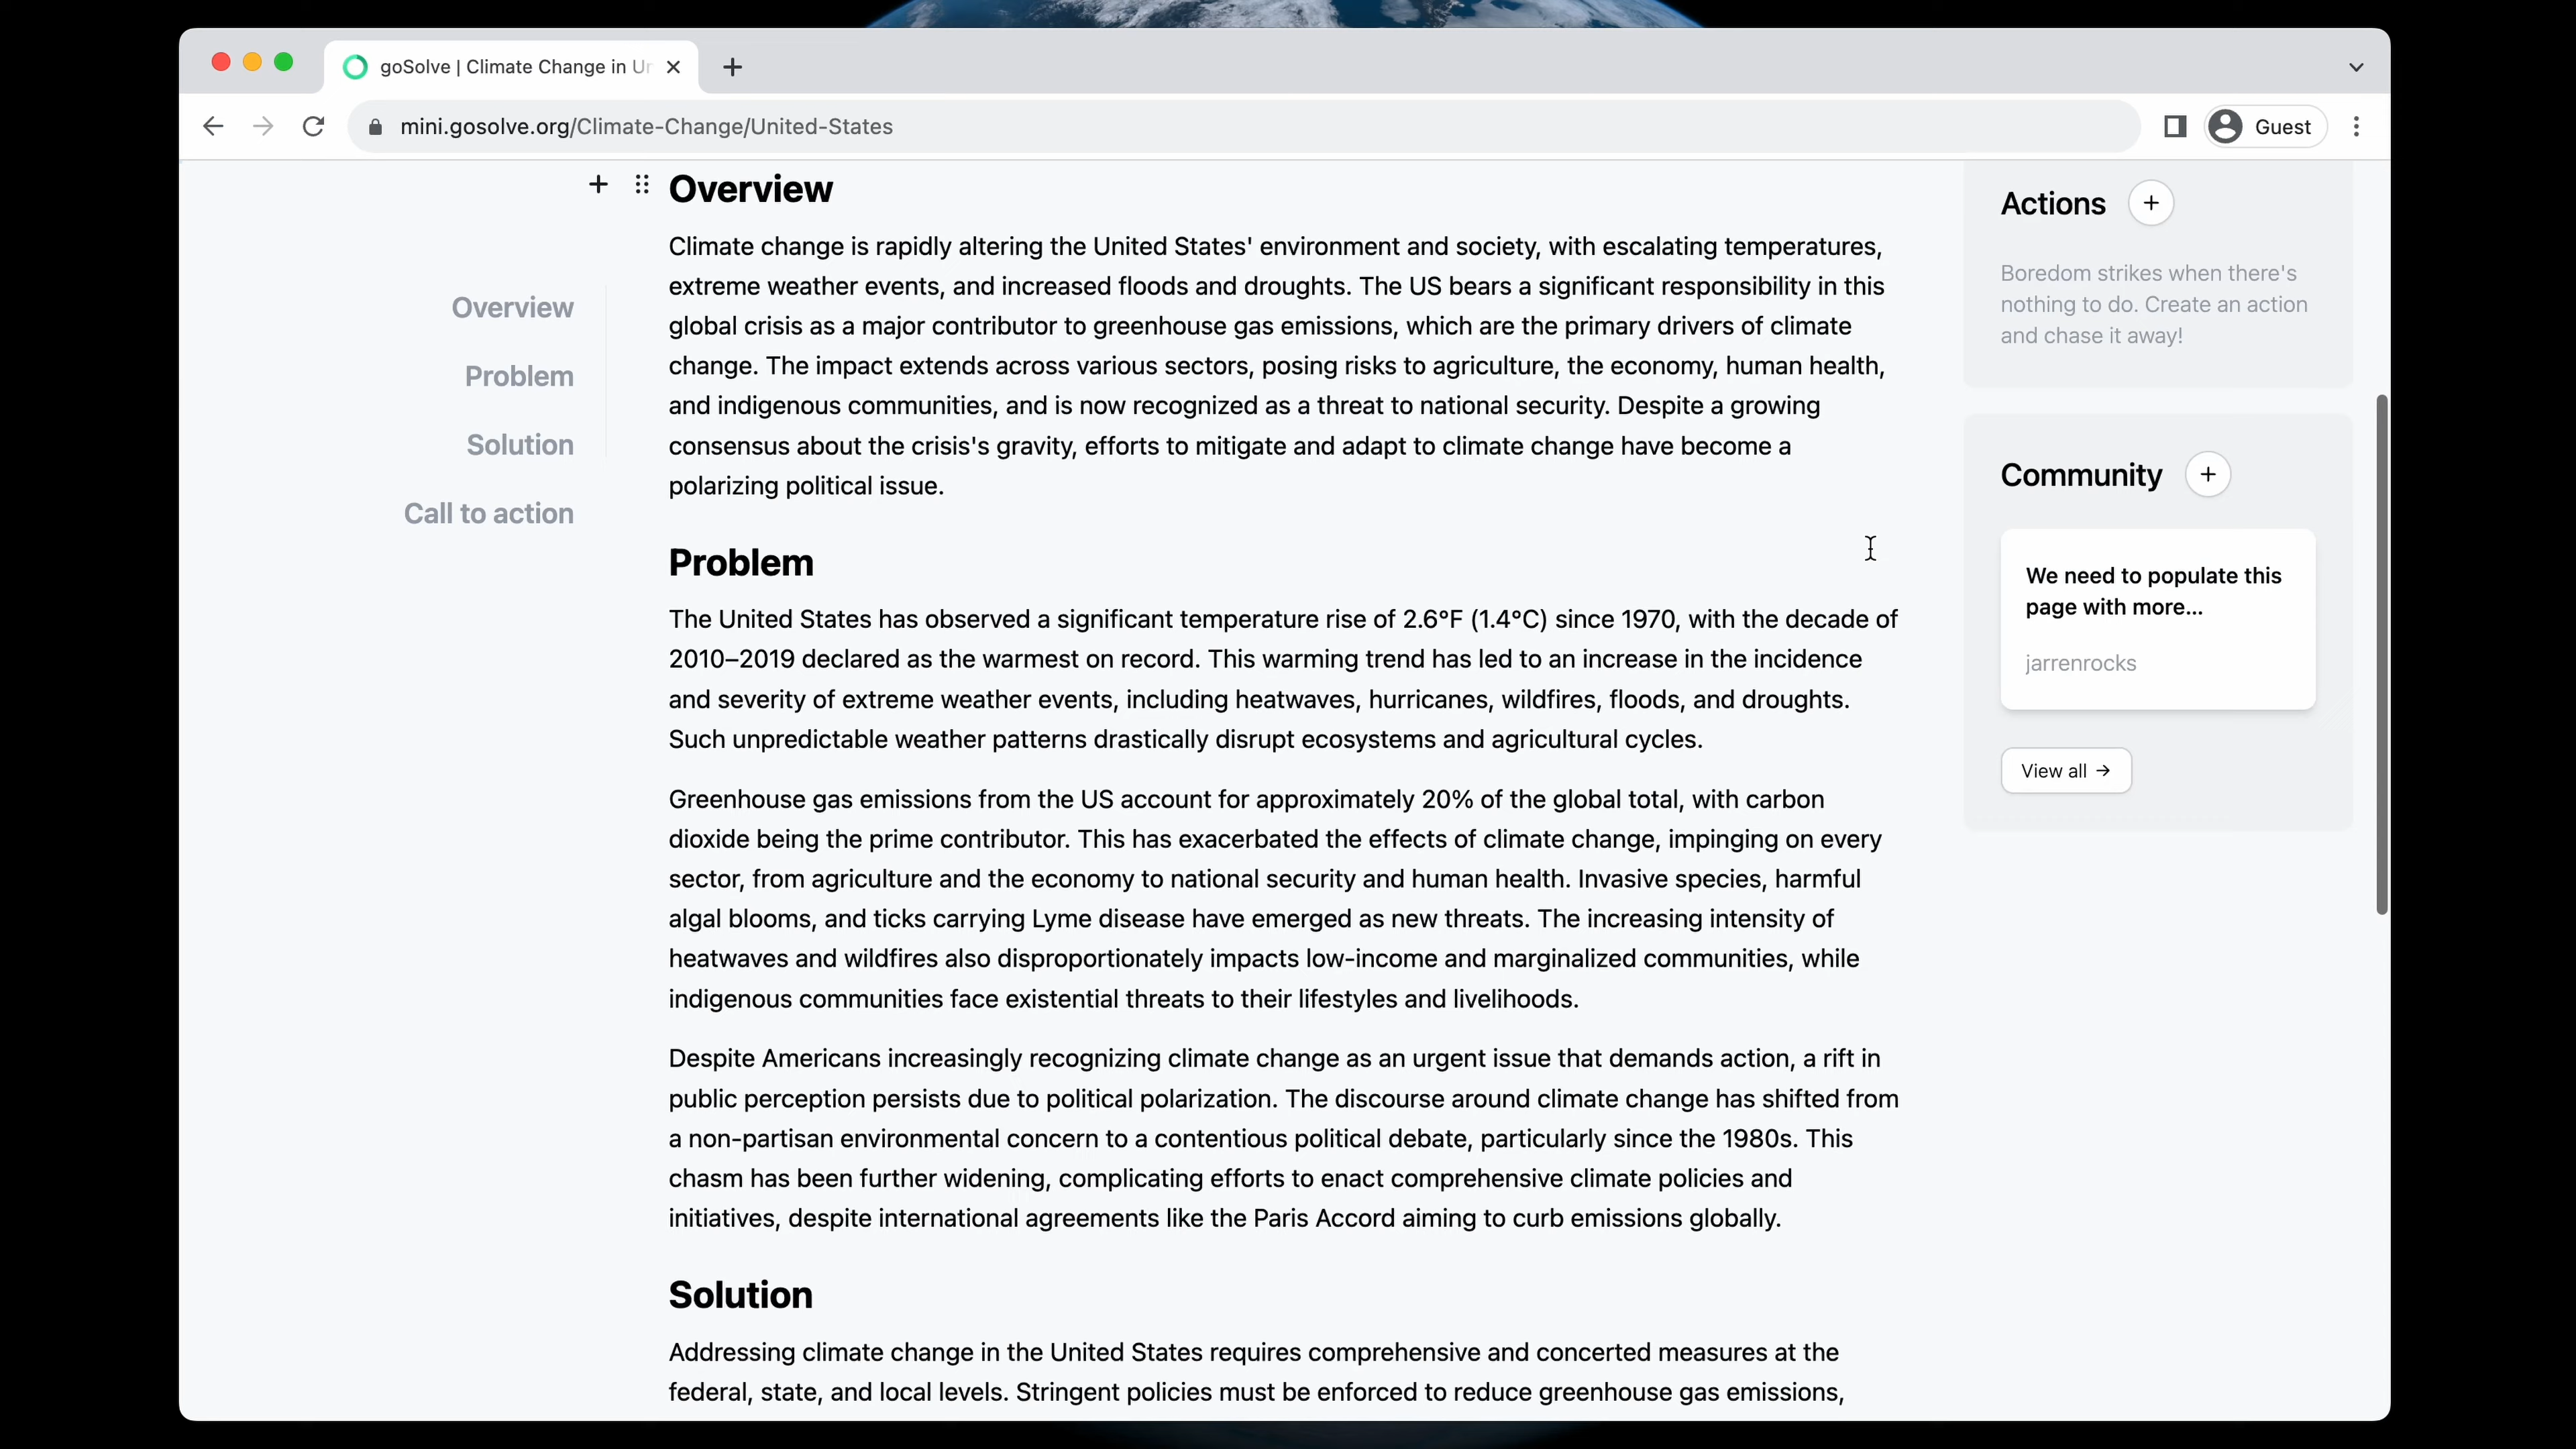 goSolve | Climate Change in Un
mini.gosolve.org/Climate-Change/United-States
Guest
Overview
Problem
Solution
Call to action
Overview
Climate change is rapidly altering the United States' environment and society, with escalating temperatures,
extreme weather events, and increased floods and droughts. The US bears a significant responsibility in this
global crisis as a major contributor to greenhouse gas emissions, which are the primary drivers of climate
change. The impact extends across various sectors, posing risks to agriculture, the economy, human health,
and indigenous communities, and is now recognized as a threat to national security. Despite a growing
consensus about the crisis's gravity, efforts to mitigate and adapt to climate change have become a
polarizing political issue.
Problem
The United States has observed a significant temperature rise of 2.6°F (1.4°C) since 1970, with the decade of
2010–2019 declared as the warmest on record. This warming trend has led to an increase in the incidence
and severity of extreme weather events, including heatwaves, hurricanes, wildfires, floods, and droughts.
Such unpredictable weather patterns drastically disrupt ecosystems and agricultural cycles.
Greenhouse gas emissions from the US account for approximately 20% of the global total, with carbon
dioxide being the prime contributor. This has exacerbated the effects of climate change, impinging on every
sector, from agriculture and the economy to national security and human health. Invasive species, harmful
algal blooms, and ticks carrying Lyme disease have emerged as new threats. The increasing intensity of
heatwaves and wildfires also disproportionately impacts low-income and marginalized communities, while
indigenous communities face existential threats to their lifestyles and livelihoods.
Despite Americans increasingly recognizing climate change as an urgent issue that demands action, a rift in
public perception persists due to political polarization. The discourse around climate change has shifted from
a non-partisan environmental concern to a contentious political debate, particularly since the 1980s. This
chasm has been further widening, complicating efforts to enact comprehensive climate policies and
initiatives, despite international agreements like the Paris Accord aiming to curb emissions globally.
Solution
Addressing climate change in the United States requires comprehensive and concerted measures at the
federal, state, and local levels. Stringent policies must be enforced to reduce greenhouse gas emissions,
Actions
Boredom strikes when there's
nothing to do. Create an action
and chase it away!
Community
We need to populate this
page with more...
jarrenrocks
View all →